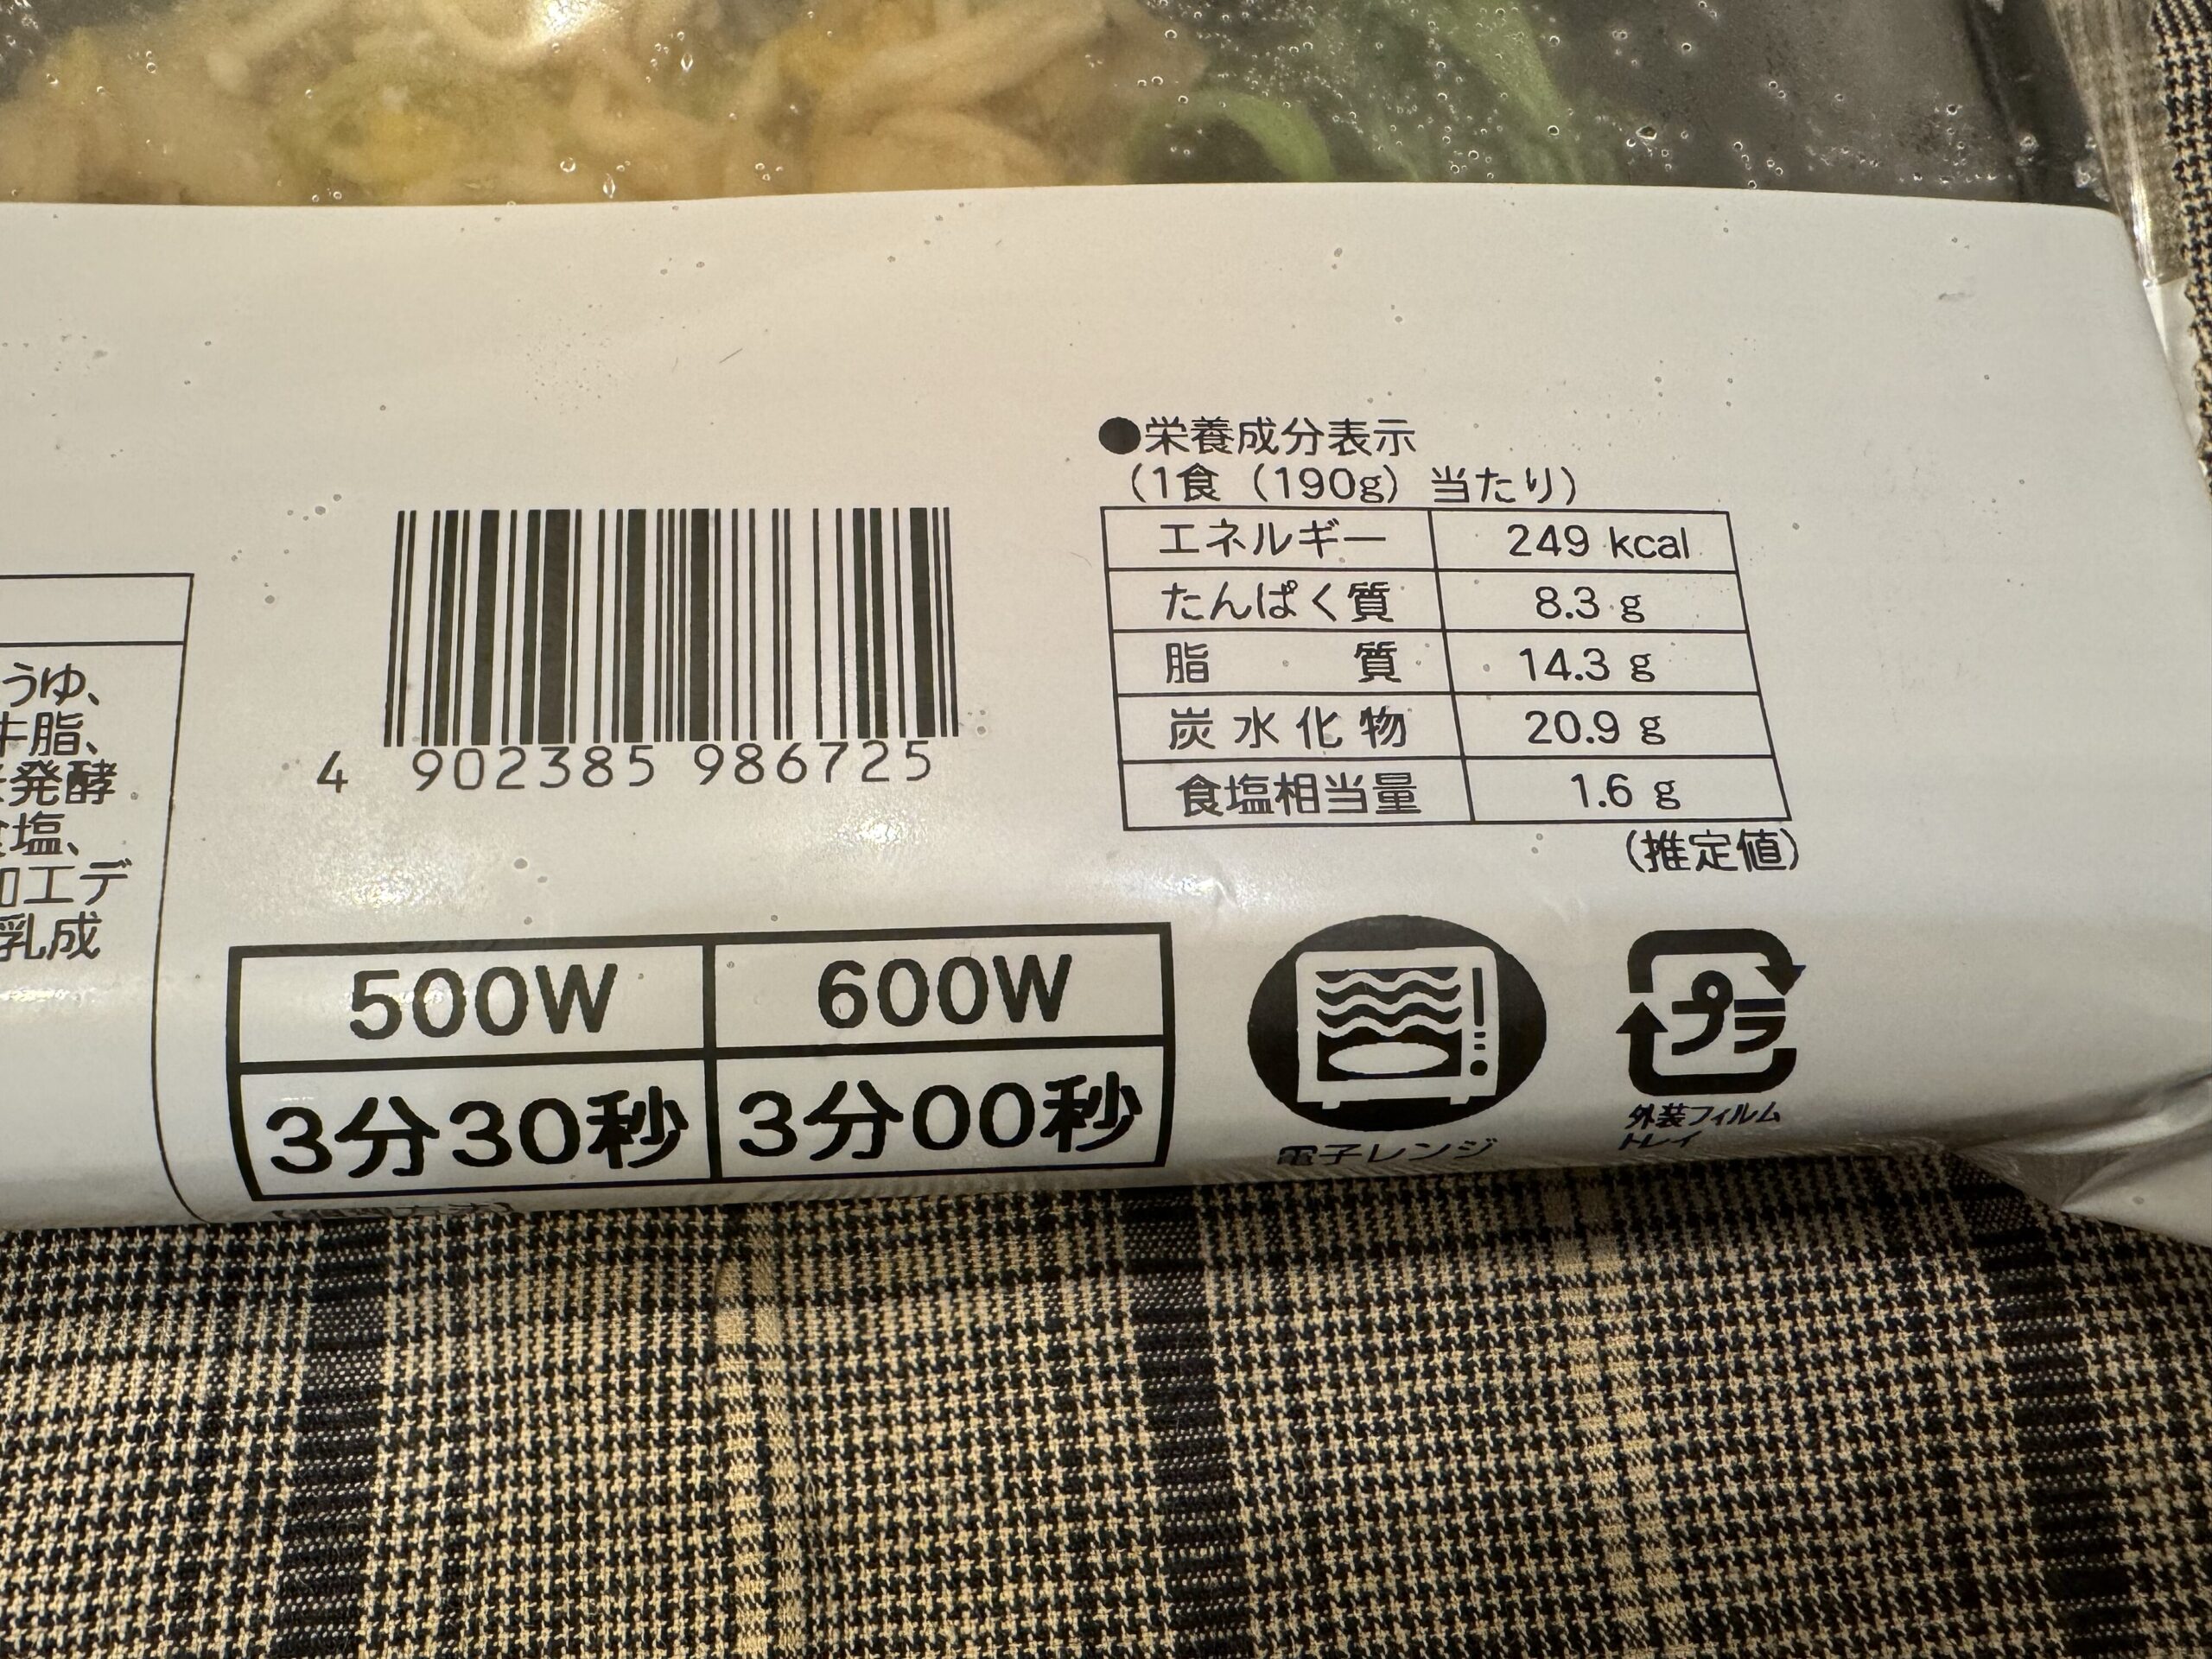 うゆ、
牛脂、
発酵
食塩、
加工デ
乳成
4 902385 986725
●栄養成分表示
(1食(190g)当たり)
エネルギー 249 kcal
たんぱく質 8.3 g
脂質 14.3 g
炭水化物 20.9 g
食塩相当量 1.6 g
(推定値)
500W 600W
3分30秒 3分00秒
電子レンジ
プラ
外装フィルム
トレイ